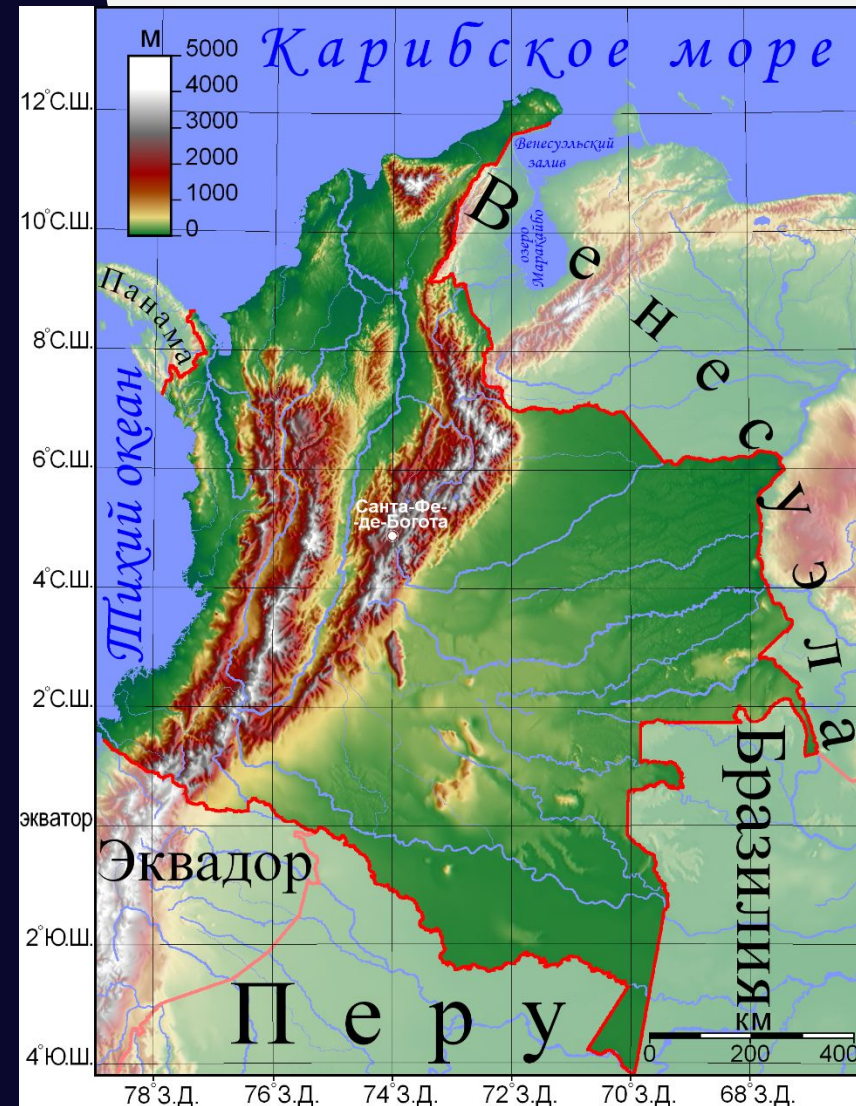 М
5000
4000
3000
2000
1000
0
Карибское море
12°С.Ш.
10°С.Ш.
8°С.Ш.
6°С.Ш.
4°С.Ш.
2°С.Ш.
экватор
2°Ю.Ш.
4°Ю.Ш.
Венесуэльский
залив
озеро
Маракайбо
Венесуэла
Панама
Тихий океан
Санта-Фе-
-де-Богота
Эквадор
Перу
Бразилия
км
0 200 400
78°З.Д. 76°З.Д. 74°З.Д. 72°З.Д. 70°З.Д. 68°З.Д.